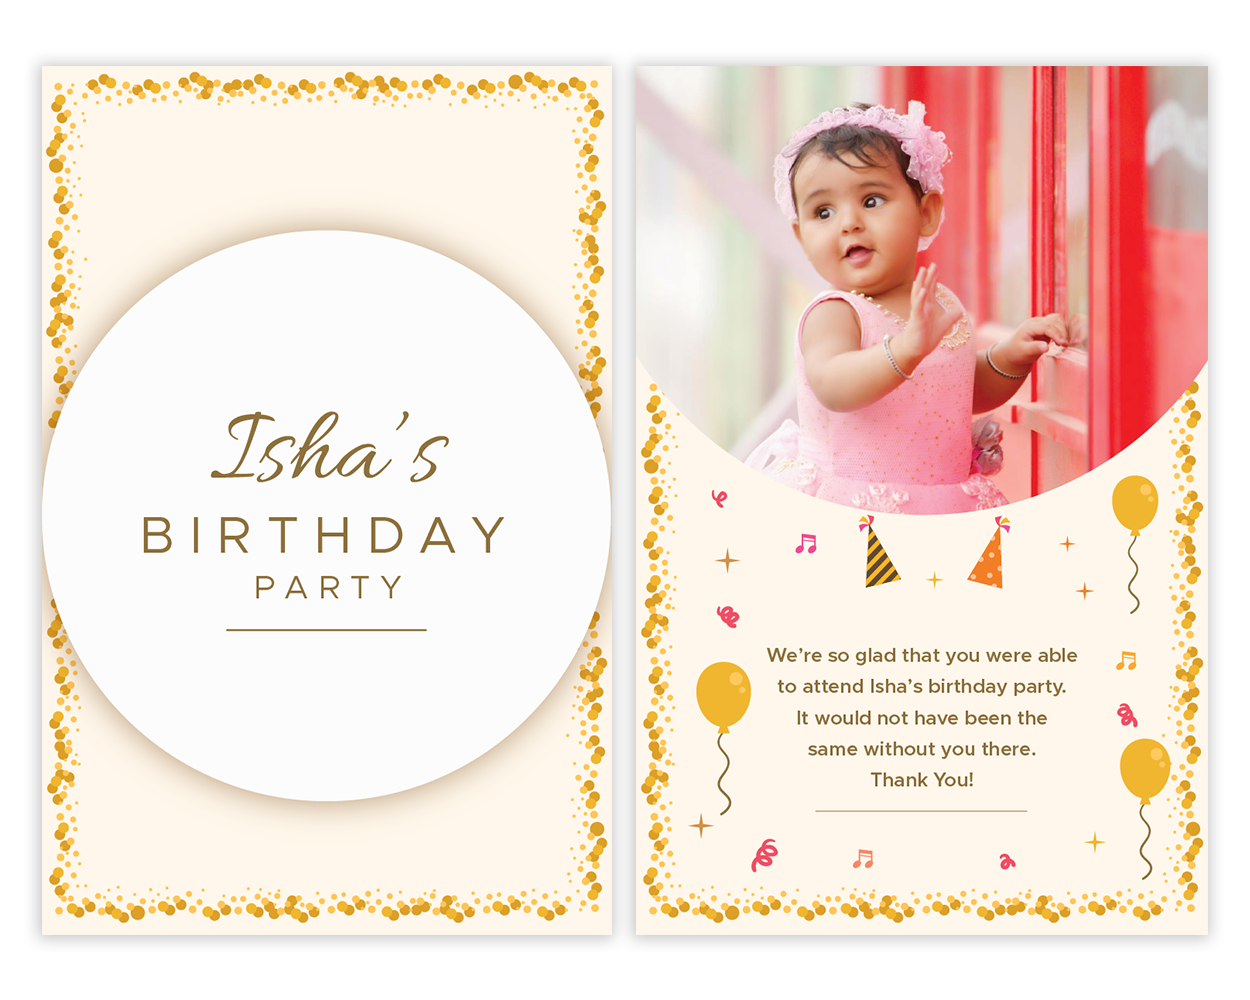 Isha's
BIRTHDAY
PARTY
We're so glad that you were able
to attend Isha's birthday party.
It would not have been the
same without you there.
Thank You!